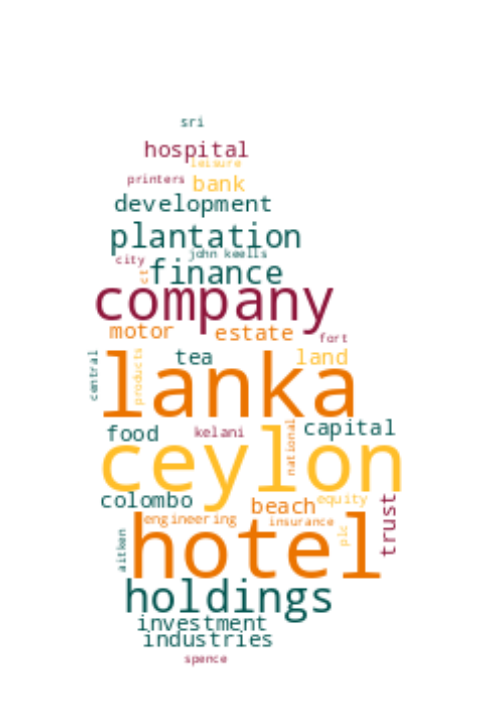 sri
hospital
leisure
printers bank
development
plantation
john keells
city ct finance
company
motor estate fort
central products tea land
lanka
food kelani national capital
ceylon
colombo beach equity trust
engineering insurance plc
aitken hotel
holdings
investment
industries
spence